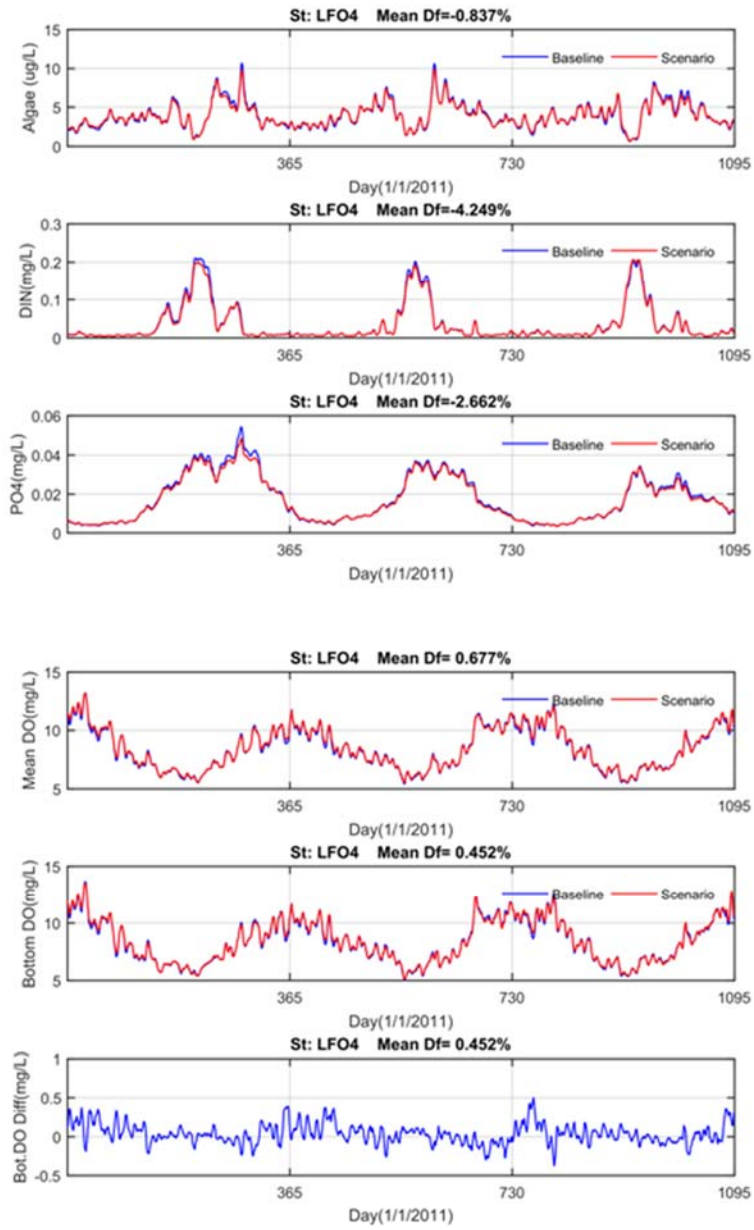 St: LFO4 Mean Df=-0.837%
15
10
5
0
Algae (ug/L)
Baseline Scenario
365 730 1095
Day(1/1/2011)
St: LFO4 Mean Df=-4.249%
0.3
0.2
0.1
0
DIN(mg/L)
Baseline Scenario
365 730 1095
Day(1/1/2011)
St: LFO4 Mean Df=-2.662%
0.06
0.04
0.02
0
PO4(mg/L)
Baseline Scenario
365 730 1095
Day(1/1/2011)
St: LFO4 Mean Df= 0.677%
15
10
5
Mean DO(mg/L)
Baseline Scenario
365 730 1095
Day(1/1/2011)
St: LFO4 Mean Df= 0.452%
15
10
5
Bottom DO(mg/L)
Baseline Scenario
365 730 1095
Day(1/1/2011)
St: LFO4 Mean Df= 0.452%
1
0.5
0
-0.5
Bot.DO Diff(mg/L)
365 730 1095
Day(1/1/2011)